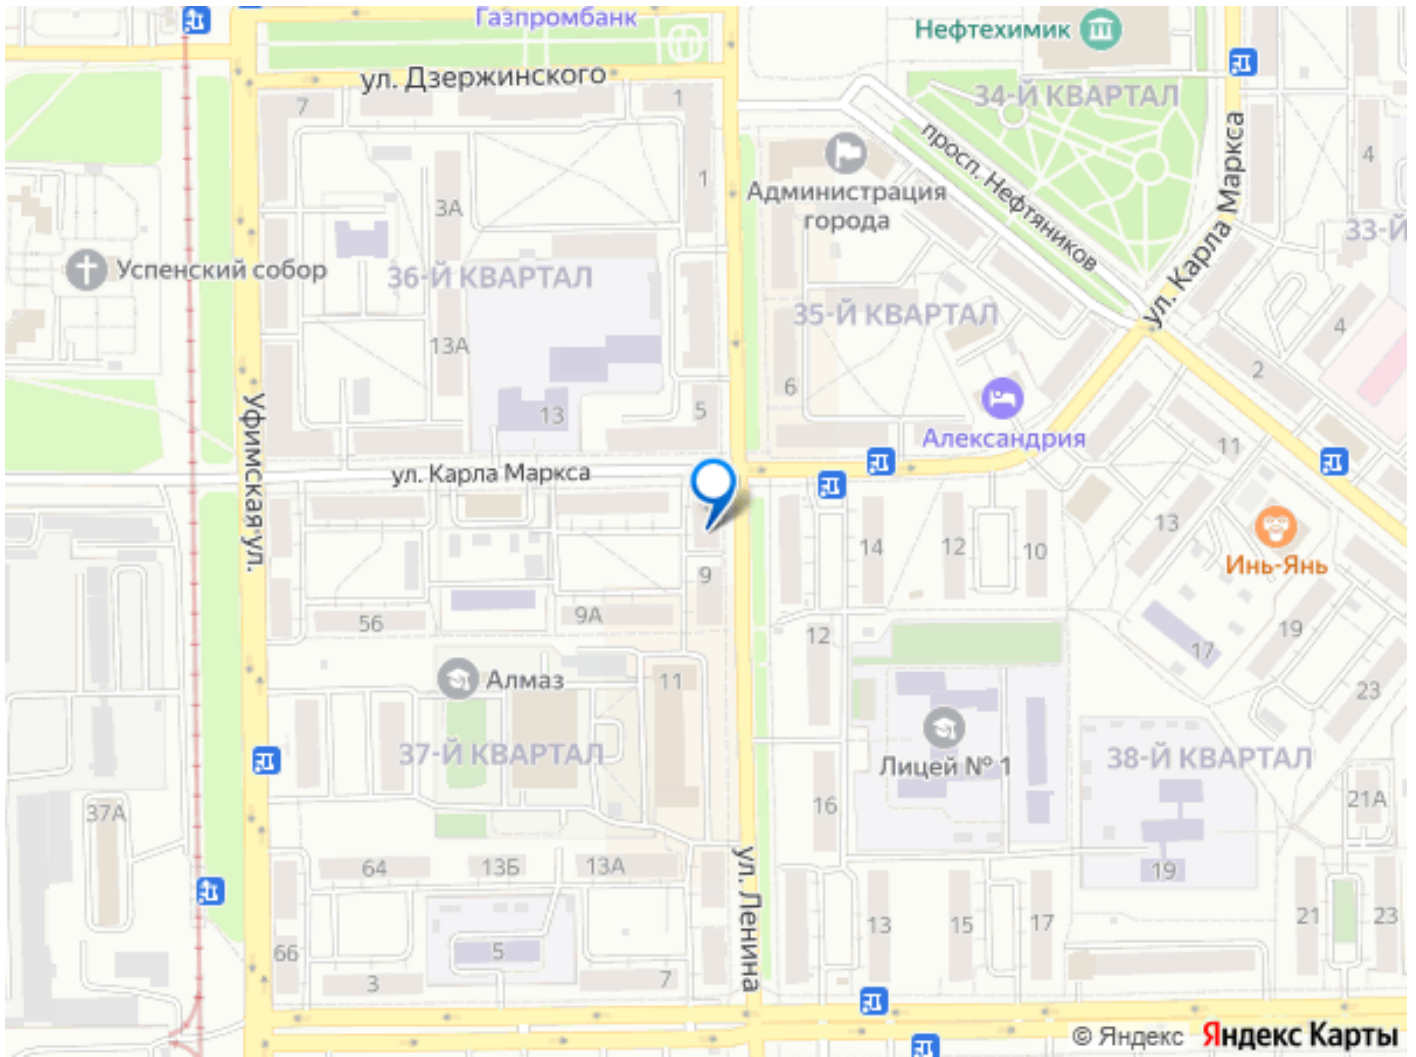 Газпромбанк
Нефтехимик
ул. Дзержинского
34-Й КВАРТАЛ
7
1
1
просп. Нефтяников
ул. Карла Маркса
4
Администрация
города
3А
33-Й
Успенский собор
36-Й КВАРТАЛ
35-Й КВАРТАЛ
4
13А
2
6
13
5
Александрия
11
Уфимская ул.
ул. Карла Маркса
14
12
10
13
Инь-Янь
9
9А
56
12
17
19
Алмаз
11
23
37-Й КВАРТАЛ
Лицей № 1
38-Й КВАРТАЛ
37А
16
21А
64
13Б
13А
19
ул. Ленина
13
15
17
21
23
66
5
3
7
© Яндекс Яндекс Карты